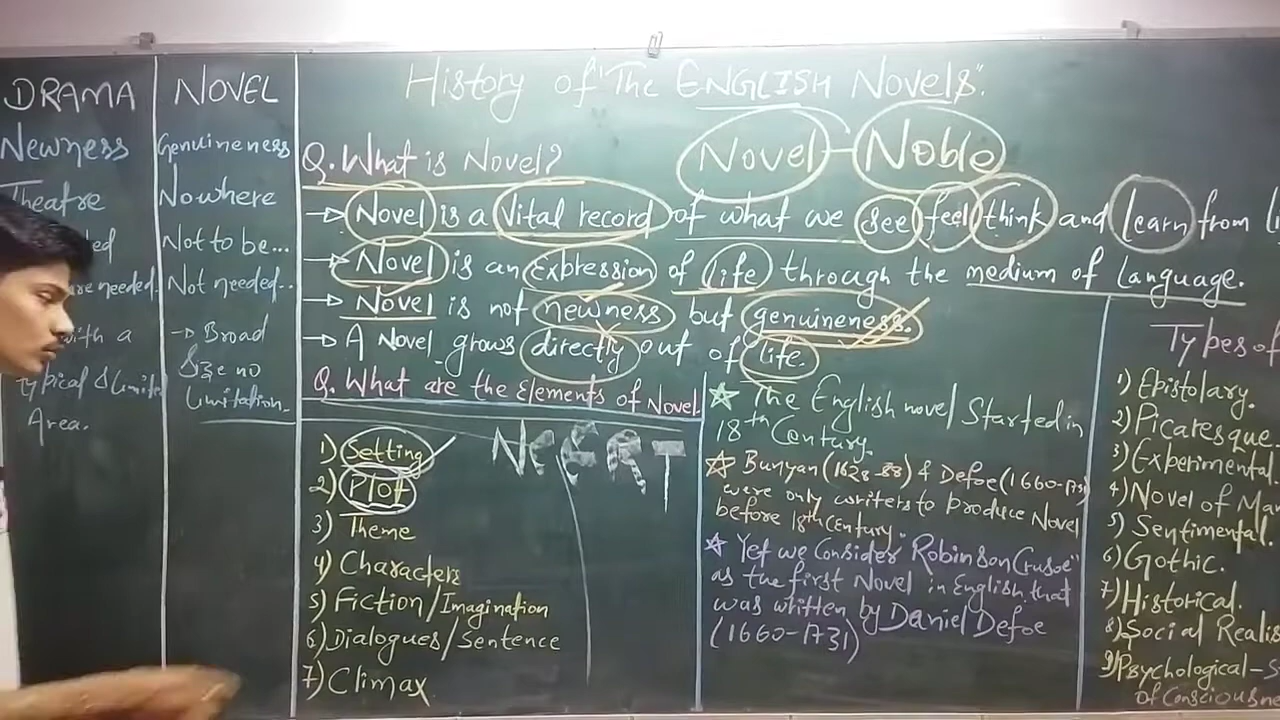 DRAMA
Newness
Theatre
are needed.
with a
Typical & Limite
Area.
NOVEL
Genuineness
Nowhere
Not to be...
Not needed..
→ Broad
Size no
Limitation.
History of "The ENGLISH Novels".
Novel - Noble
Q. What is Novel?
→ Novel is a Vital record of what we see feel think and learn from
→ Novel is an Expression of life through the medium of Language.
→ Novel is not newness but genuineness.
→ A Novel grows directly out of life.
Q. What are the Elements of Novel.
1) Setting
2) Plot
3) Theme
4) Characters
5) Fiction/Imagination
6) Dialogues/Sentence
7) Climax
NCERT
☆ The English novel Started in
18th Century.
☆ Bunyan (1628-88) & Defoe (1660-1731
were only writers to produce Novel
before 18th Century.
☆ Yet we Consider Robinson Crusoe"
as the first Novel in English that
was written by Daniel Defoe
(1660-1731)
Types of
1) Epistolary.
2) Picaresque
3) Experimental.
4) Novel of Man
5) Sentimental.
6) Gothic.
7) Historical.
8) Social Realis
9) Psychological - S
of Consciousne